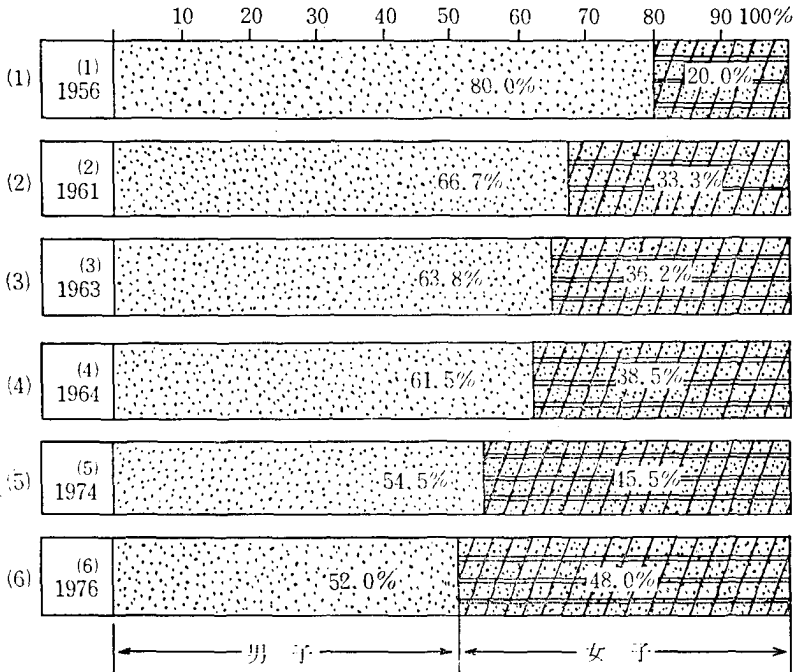 10 20 30 40 50 60 70 80 90 100%
(1) (1) 1956 80.0% 20.0%
(2) (2) 1961 66.7% 33.3%
(3) (3) 1963 63.8% 36.2%
(4) (4) 1964 61.5% 38.5%
(5) (5) 1974 54.5% 45.5%
(6) (6) 1976 52.0% 48.0%
男子 女子